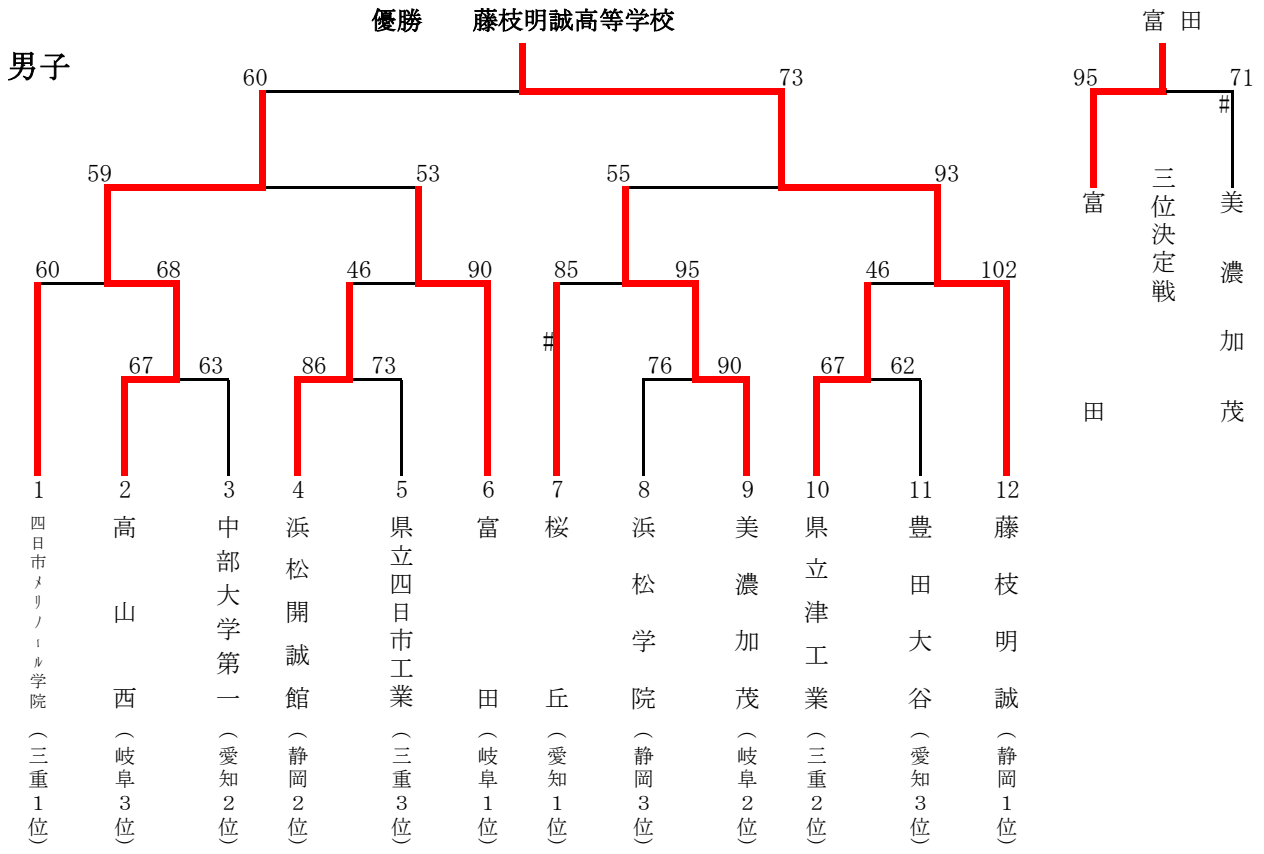 優勝 藤枝明誠高等学校
富 田
男子
60
73
95
71
#
59
53
55
93
富田
三位決定戦
美濃加茂
60
68
46
90
85
95
46
102
#
67
63
86
73
76
90
67
62
1
2
3
4
5
6
7
8
9
10
11
12
四日市メリノール学院(三重1位)
高山西(岐阜3位)
中部大学第一(愛知2位)
浜松開誠館(静岡2位)
県立四日市工業(三重3位)
富田(岐阜1位)
桜丘(愛知1位)
浜松学院(静岡3位)
美濃加茂(岐阜2位)
県立津工業(三重2位)
豊田大谷(愛知3位)
藤枝明誠(静岡1位)